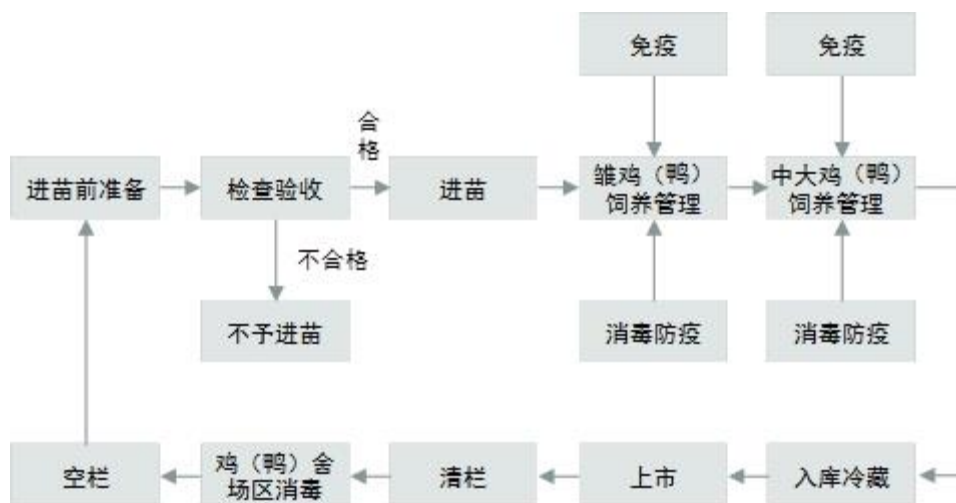 免疫
免疫
合
格
进苗前准备
检查验收
进苗
雏鸡（鸭）
饲养管理
中大鸡（鸭）
饲养管理
不合格
不予进苗
消毒防疫
消毒防疫
空栏
鸡（鸭）舍
场区消毒
清栏
上市
入库冷藏